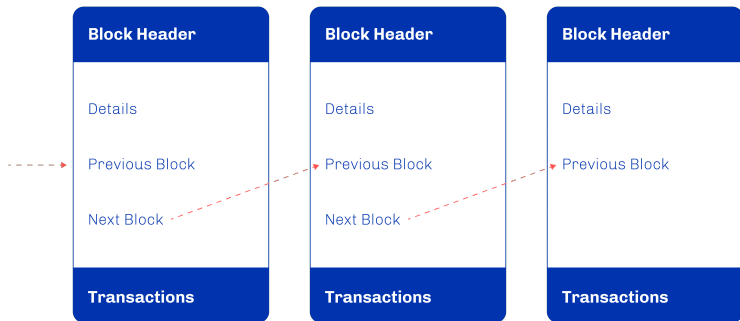 Block Header
Details
Previous Block
Next Block
Transactions
Block Header
Details
Previous Block
Next Block
Transactions
Block Header
Details
Previous Block
Transactions